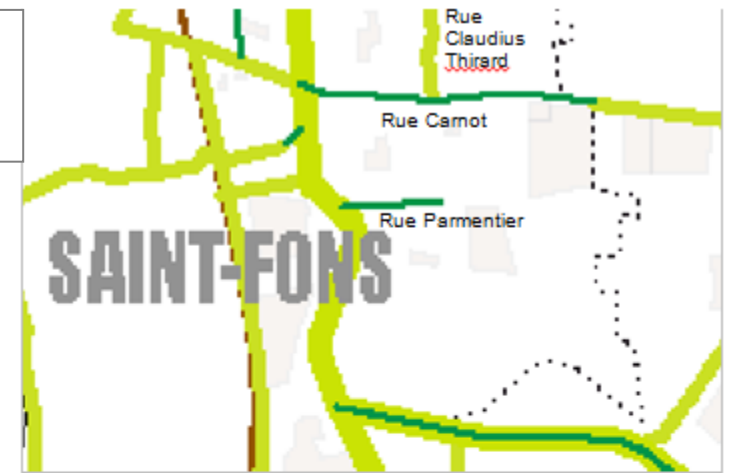 Rue
Claudius
Thirard
Rue Carnot
Rue Parmentier
SAINT-FONS